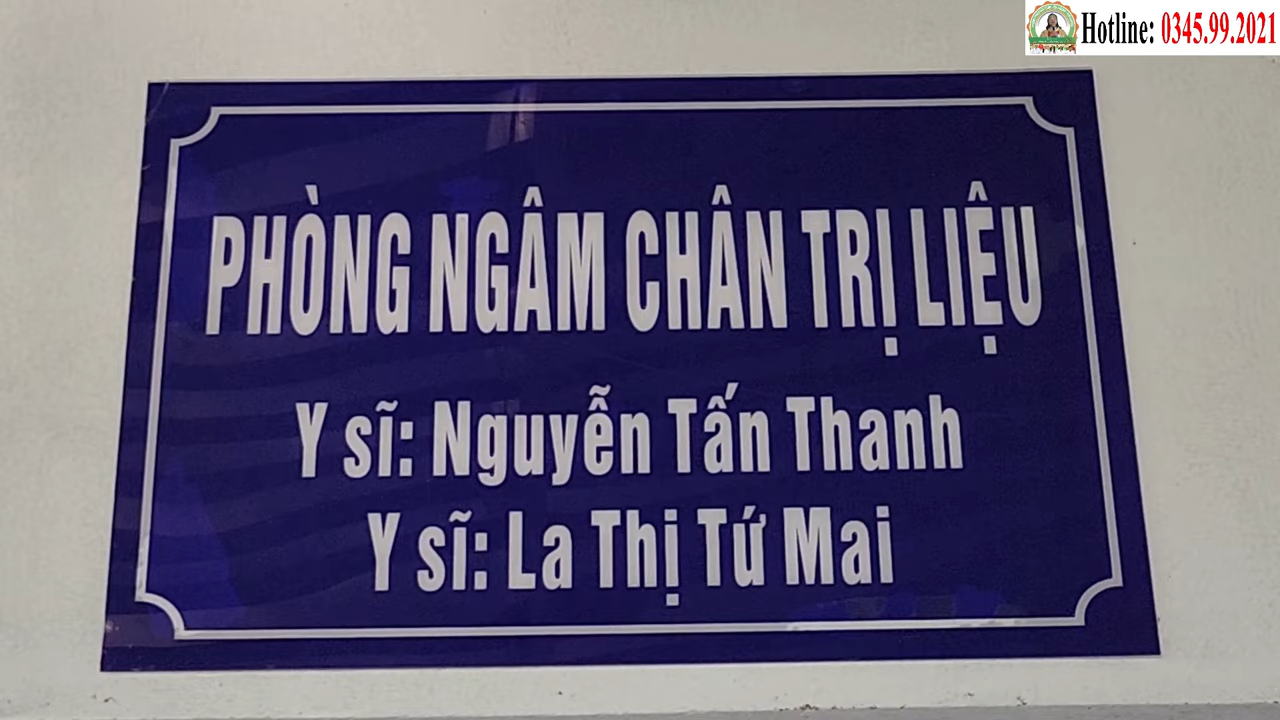 Hotline: 0345.99.2021
PHÒNG NGÂM CHÂN TRỊ LIỆU
Y sĩ: Nguyễn Tấn Thanh
Y sĩ: La Thị Tứ Mai